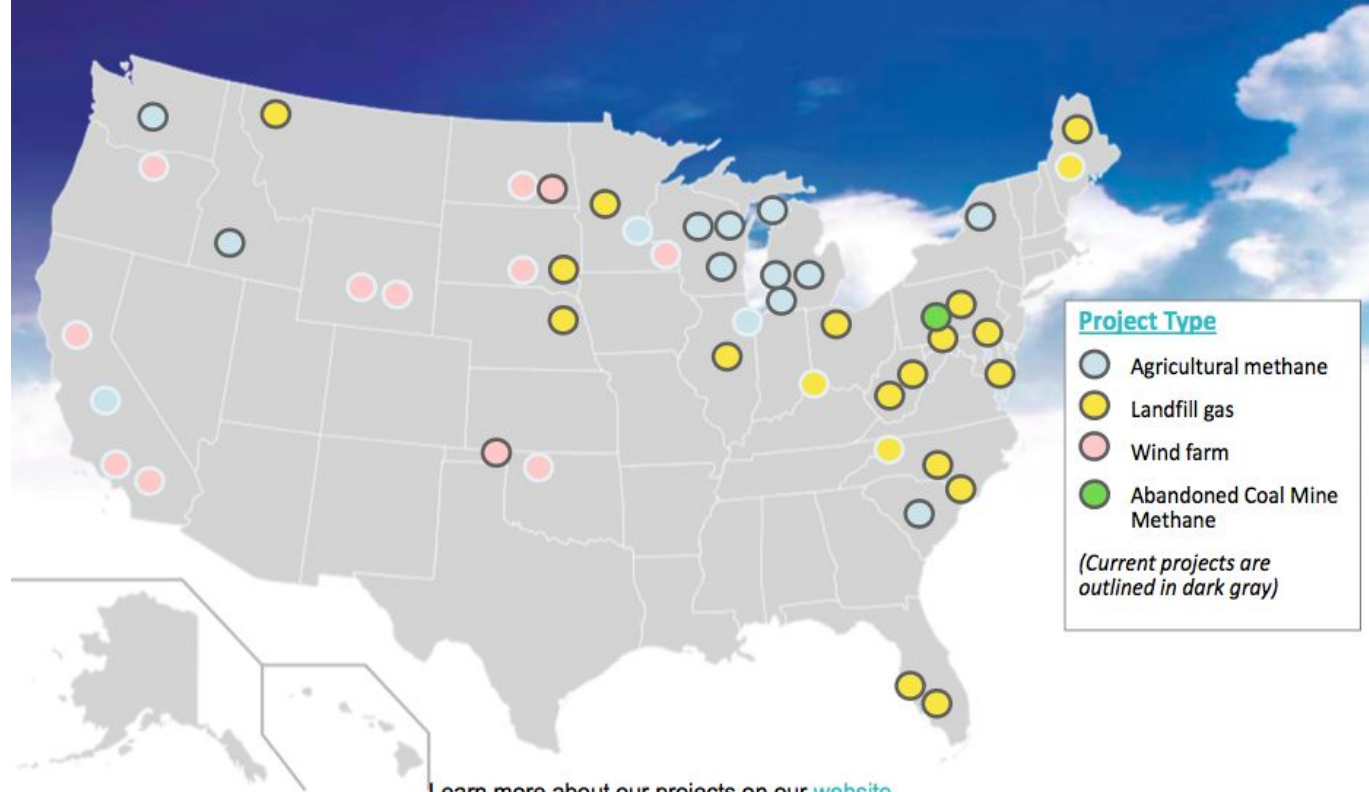 Project Type
Agricultural methane
Landfill gas
Wind farm
Abandoned Coal Mine
Methane
(Current projects are
outlined in dark gray)
Learn more about our projects on our website